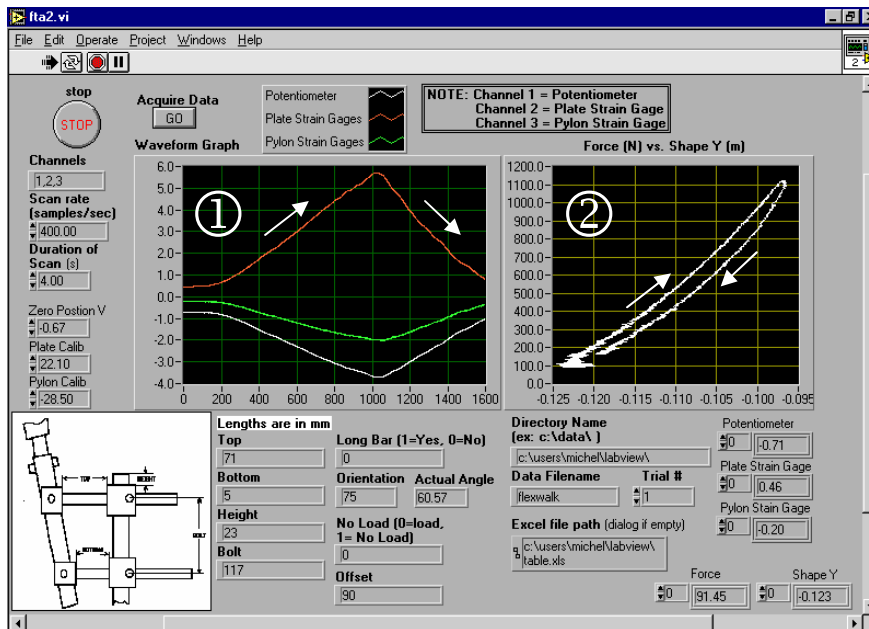 fta2.vi
File Edit Operate Project Windows Help
2
stop
STOP
Acquire Data
GO
Potentiometer
Plate Strain Gages
Pylon Strain Gages
NOTE: Channel 1 = Potentiometer
Channel 2 = Plate Strain Gage
Channel 3 = Pylon Strain Gage
Channels
1,2,3
Scan rate
(samples/sec)
400.00
Duration of
Scan (s)
4.00
Zero Postion V
-0.67
Plate Calib
22.10
Pylon Calib
-28.50
Waveform Graph
6.0
5.0
4.0
3.0
2.0
1.0
0.0
-1.0
-2.0
-3.0
-4.0
0 200 400 600 800 1000 1200 1400 1600
①
Force (N) vs. Shape Y (m)
1200.0
1100.0
1000.0
900.0
800.0
700.0
600.0
500.0
400.0
300.0
200.0
100.0
0.0
-0.125 -0.120 -0.115 -0.110 -0.105 -0.100 -0.095
②
TOP
HEIGHT
BOLT
BOTTOM
Lengths are in mm
Top
71
Bottom
5
Height
23
Bolt
117
Long Bar (1=Yes, 0=No)
0
Orientation Actual Angle
75 60.57
No Load (0=load,
1= No Load)
0
Offset
90
Directory Name
(ex: c:\data\ )
c:\users\michel\labview\
Data Filename Trial #
flexwalk 1
Excel file path (dialog if empty)
c:\users\michel\labview\
table.xls
Potentiometer
0 -0.71
Plate Strain Gage
0 0.46
Pylon Stain Gage
0 -0.20
Force Shape Y
0 91.45 0 -0.123